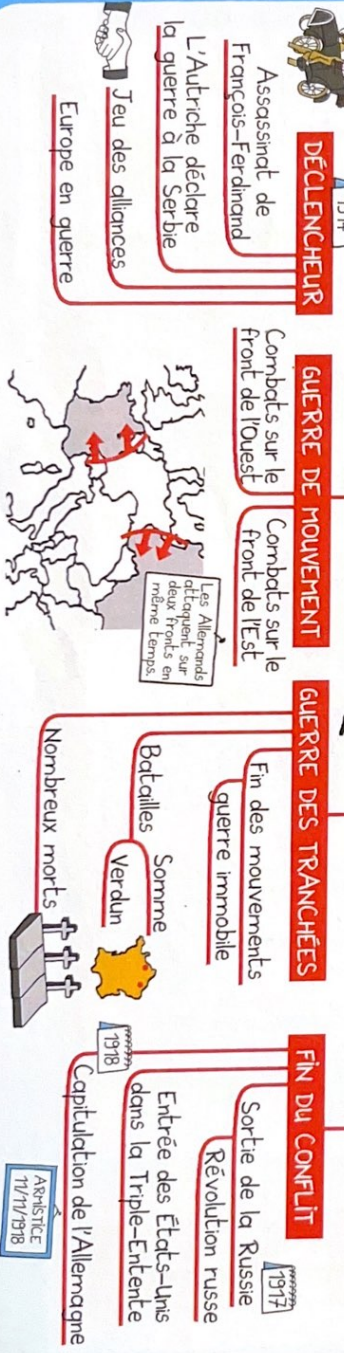 1914
DÉCLENCHEUR
Assassinat de
François-Ferdinand
L'Autriche déclare
la guerre à la Serbie
Jeu des alliances
Europe en guerre
GUERRE DE MOUVEMENT
Combats sur le
front de l'Ouest
Combats sur le
front de l'Est
Les Allemands
attaquent sur
deux fronts en
même temps.
GUERRE DES TRANCHÉES
Fin des mouvements
guerre immobile
Batailles
Somme
Verdun
Nombreux morts
FIN DU CONFLIT
1917
Sortie de la Russie
Révolution russe
Entrée des États-Unis
dans la Triple-Entente
1918
Capitulation de l'Allemagne
ARMISTICE
11/11/1918